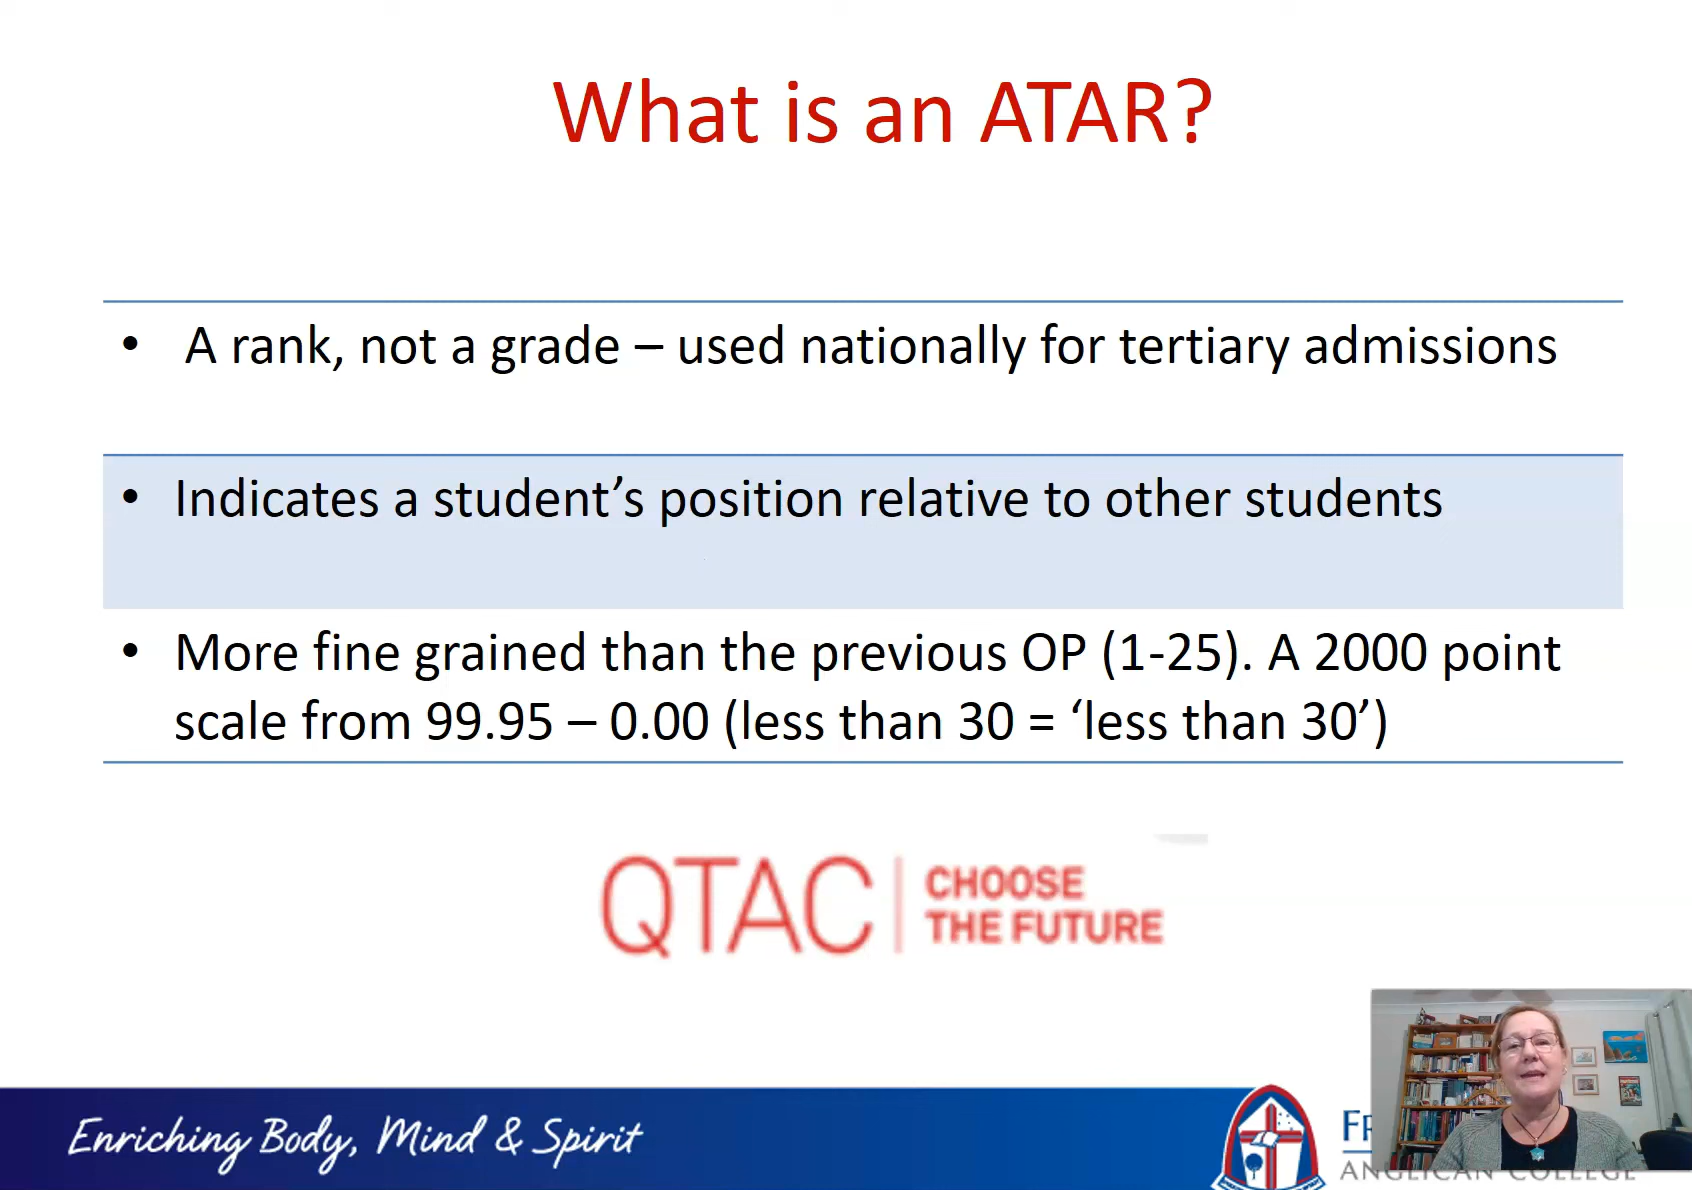 What is an ATAR?
• A rank, not a grade – used nationally for tertiary admissions
• Indicates a student’s position relative to other students
• More fine grained than the previous OP (1-25). A 2000 point
scale from 99.95 – 0.00 (less than 30 = ‘less than 30’)
QTAC
CHOOSE
THE FUTURE
Enriching Body, Mind & Spirit
ANGLICAN COLLEGE